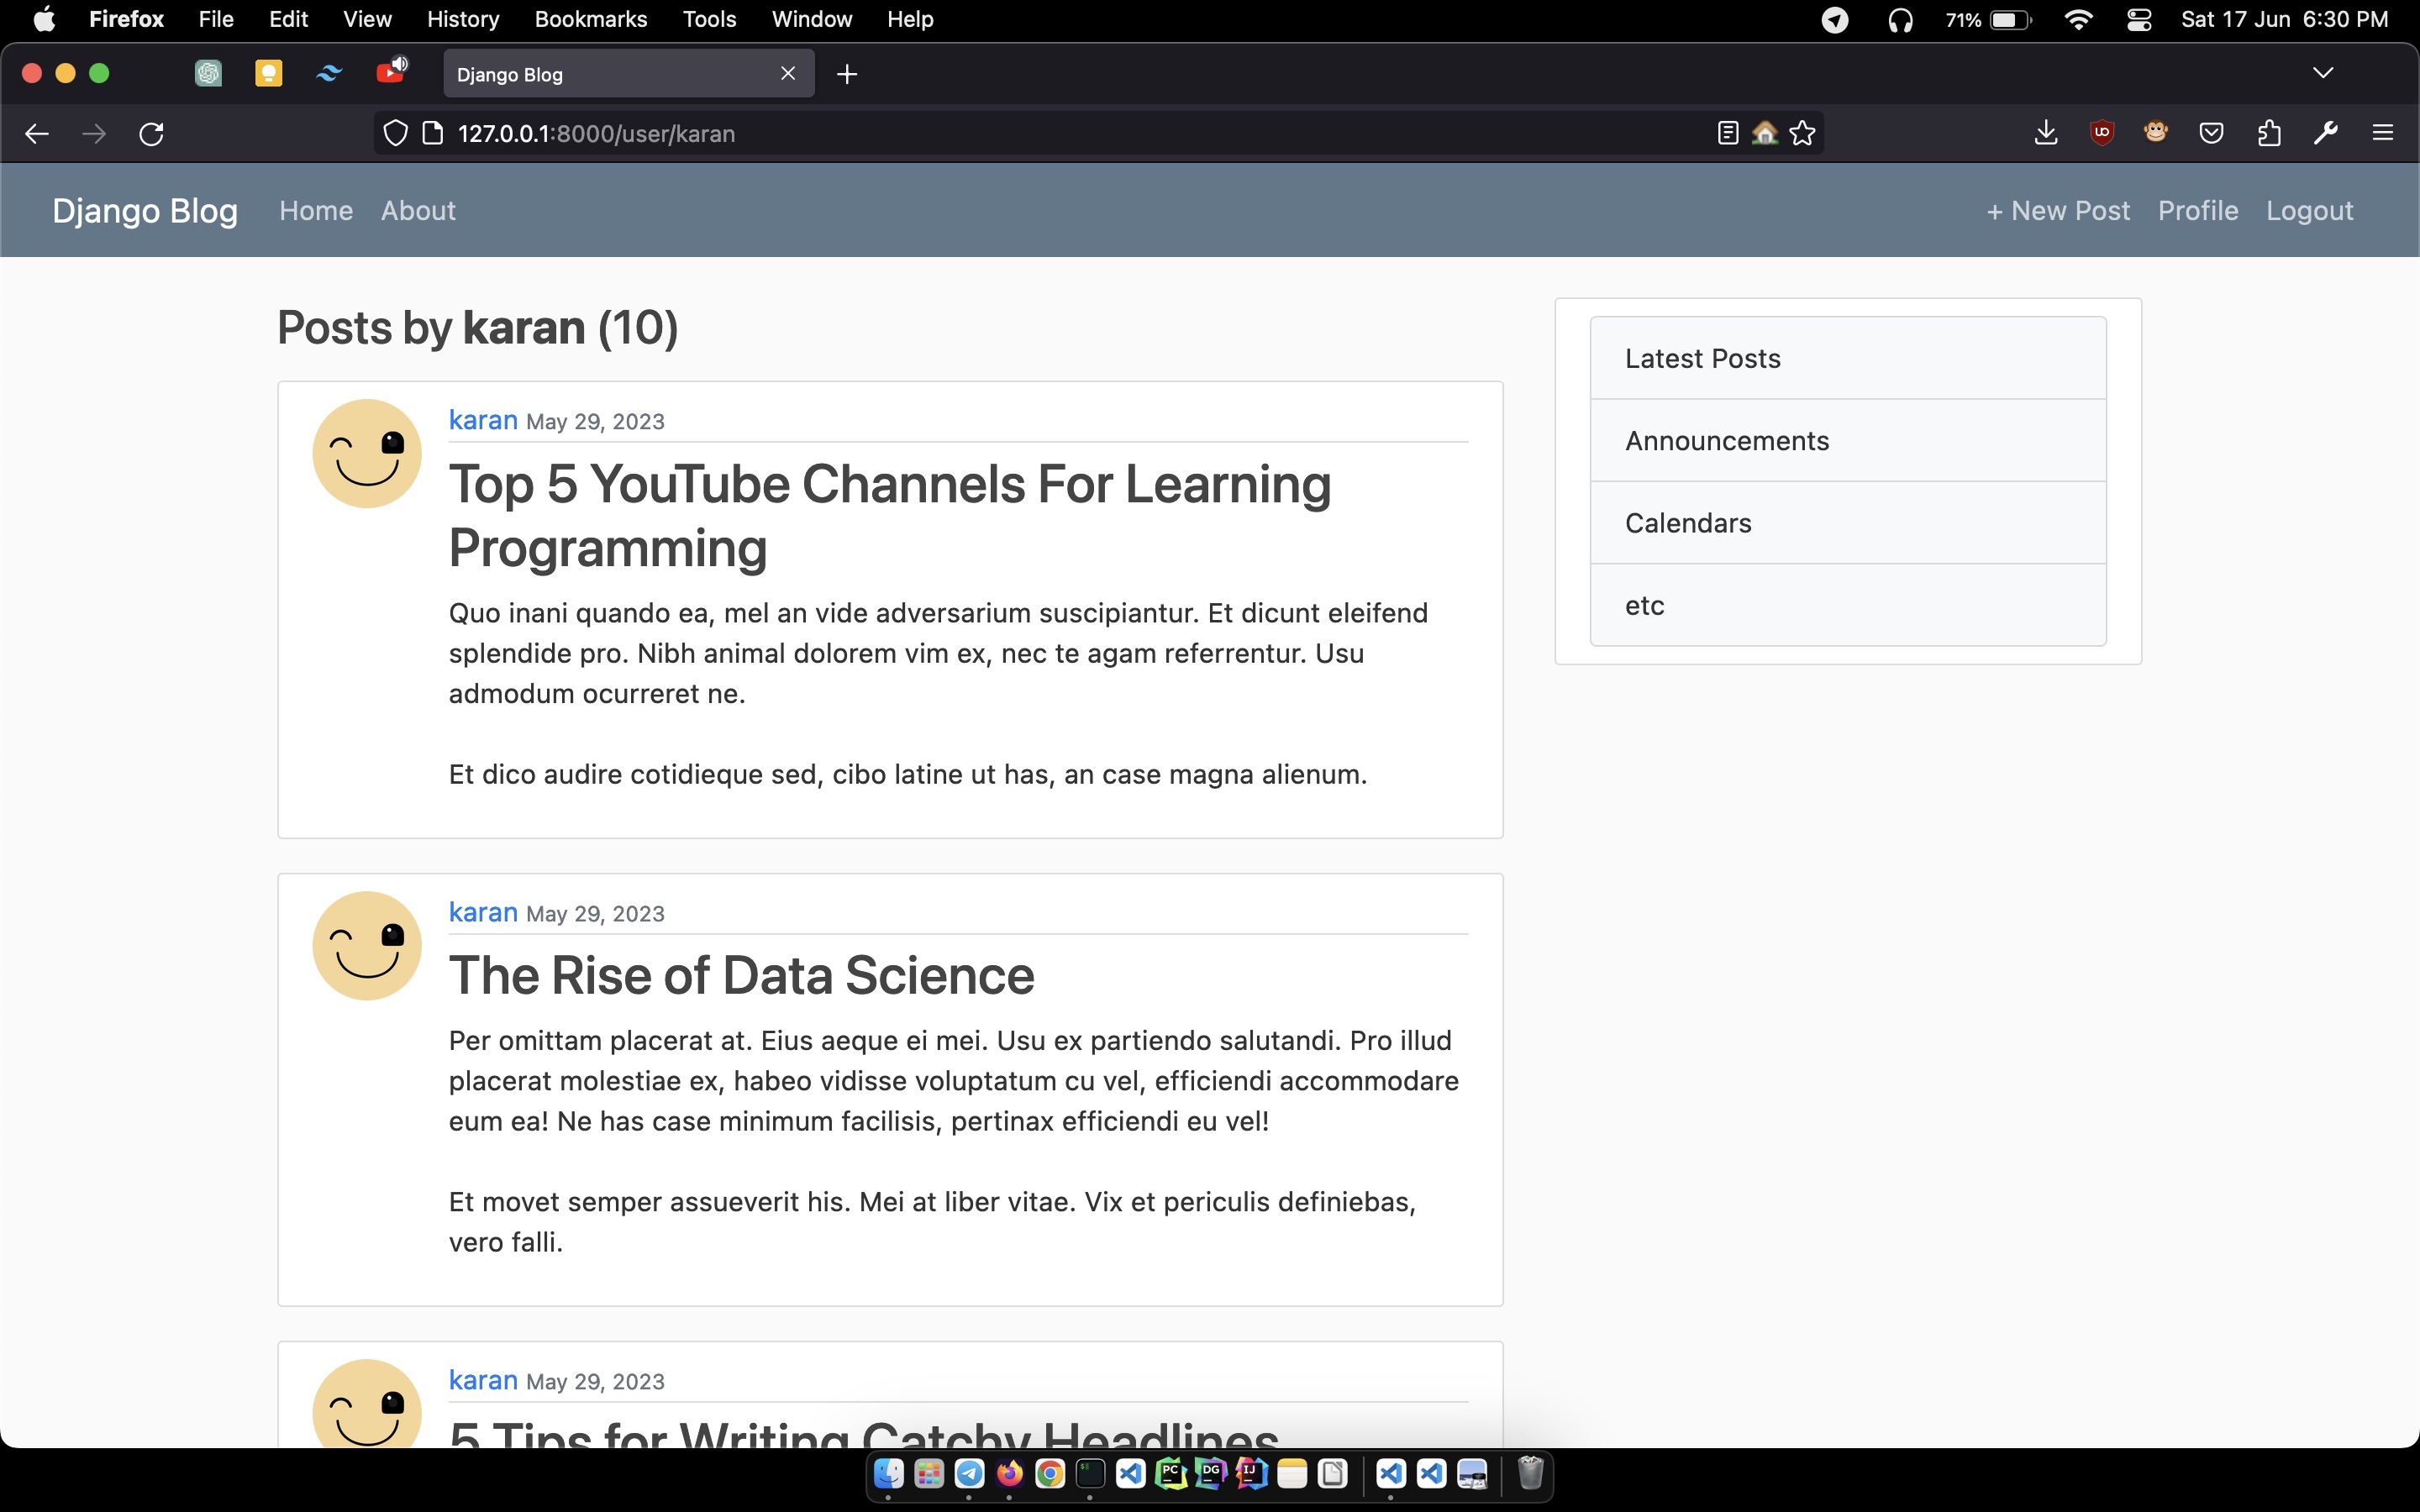 Firefox File Edit View History Bookmarks Tools Window Help 71% Sat 17 Jun 6:30 PM
Django Blog
127.0.0.1:8000/user/karan
Django Blog Home About + New Post Profile Logout
Posts by karan (10)
karan May 29, 2023
Top 5 YouTube Channels For Learning
Programming
Quo inani quando ea, mel an vide adversarium suscipiantur. Et dicunt eleifend
splendide pro. Nibh animal dolorem vim ex, nec te agam referrentur. Usu
admodum ocurreret ne.
Et dico audire cotidieque sed, cibo latine ut has, an case magna alienum.
karan May 29, 2023
The Rise of Data Science
Per omittam placerat at. Eius aeque ei mei. Usu ex partiendo salutandi. Pro illud
placerat molestiae ex, habeo vidisse voluptatum cu vel, efficiendi accommodare
eum ea! Ne has case minimum facilisis, pertinax efficiendi eu vel!
Et movet semper assueverit his. Mei at liber vitae. Vix et periculis definiebas,
vero falli.
karan May 29, 2023
5 Tips for Writing Catchy Headlines
Latest Posts
Announcements
Calendars
etc
PC DG IJ